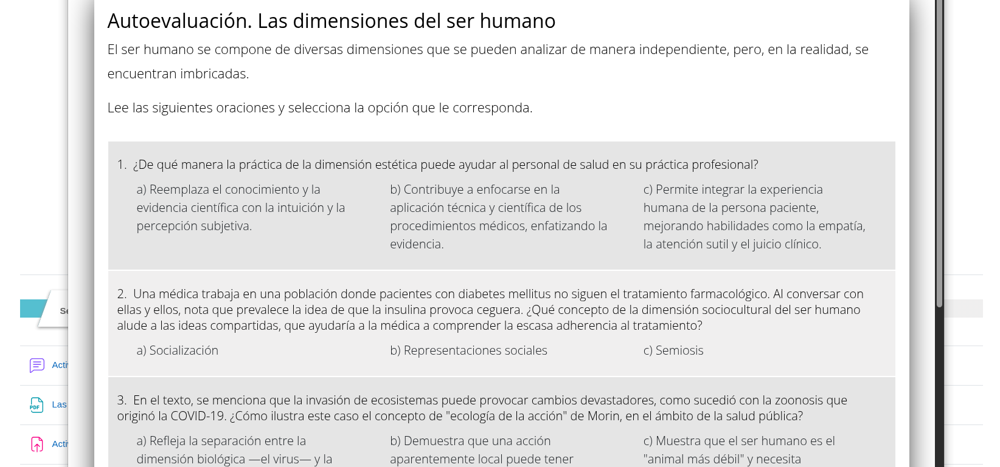 Autoevaluación. Las dimensiones del ser humano
El ser humano se compone de diversas dimensiones que se pueden analizar de manera independiente, pero, en la realidad, se
encuentran imbricadas.
Lee las siguientes oraciones y selecciona la opción que le corresponda.
1. ¿De qué manera la práctica de la dimensión estética puede ayudar al personal de salud en su práctica profesional?
a) Reemplaza el conocimiento y la
evidencia científica con la intuición y la
percepción subjetiva.
b) Contribuye a enfocarse en la
aplicación técnica y científica de los
procedimientos médicos, enfatizando la
evidencia.
c) Permite integrar la experiencia
humana de la persona paciente,
mejorando habilidades como la empatía,
la atención sutil y el juicio clínico.
2. Una médica trabaja en una población donde pacientes con diabetes mellitus no siguen el tratamiento farmacológico. Al conversar con
ellas y ellos, nota que prevalece la idea de que la insulina provoca ceguera. ¿Qué concepto de la dimensión sociocultural del ser humano
alude a las ideas compartidas, que ayudaría a la médica a comprender la escasa adherencia al tratamiento?
a) Socialización
b) Representaciones sociales
c) Semiosis
3. En el texto, se menciona que la invasión de ecosistemas puede provocar cambios devastadores, como sucedió con la zoonosis que
originó la COVID-19. ¿Cómo ilustra este caso el concepto de "ecología de la acción" de Morin, en el ámbito de la salud pública?
a) Refleja la separación entre la
dimensión biológica —el virus— y la
b) Demuestra que una acción
aparentemente local puede tener
c) Muestra que el ser humano es el
"animal más débil" y necesita
Se
Acti
PDF
Las
Acti